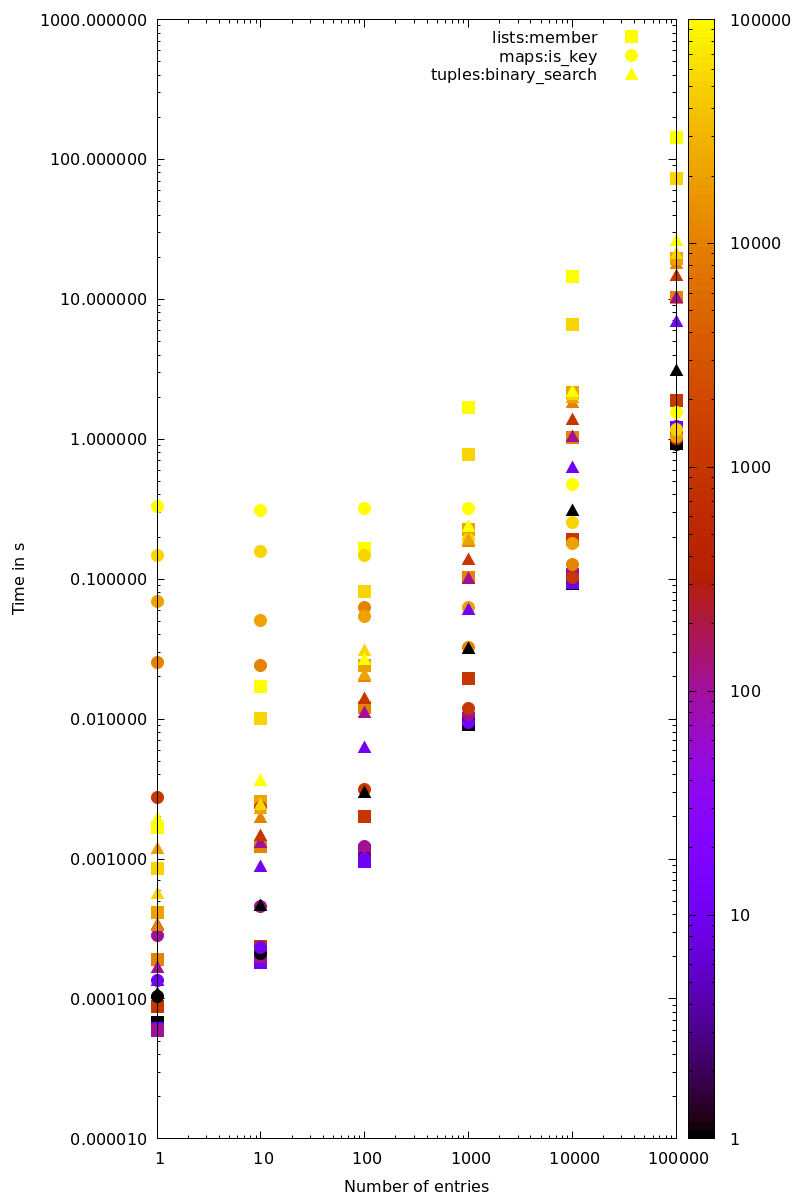 1000.000000
100.000000
10.000000
1.000000
0.100000
0.010000
0.001000
0.000100
0.000010
Time in s
lists:member
maps:is_key
tuples:binary_search
1 10 100 1000 10000 100000
Number of entries
100000
10000
1000
100
10
1